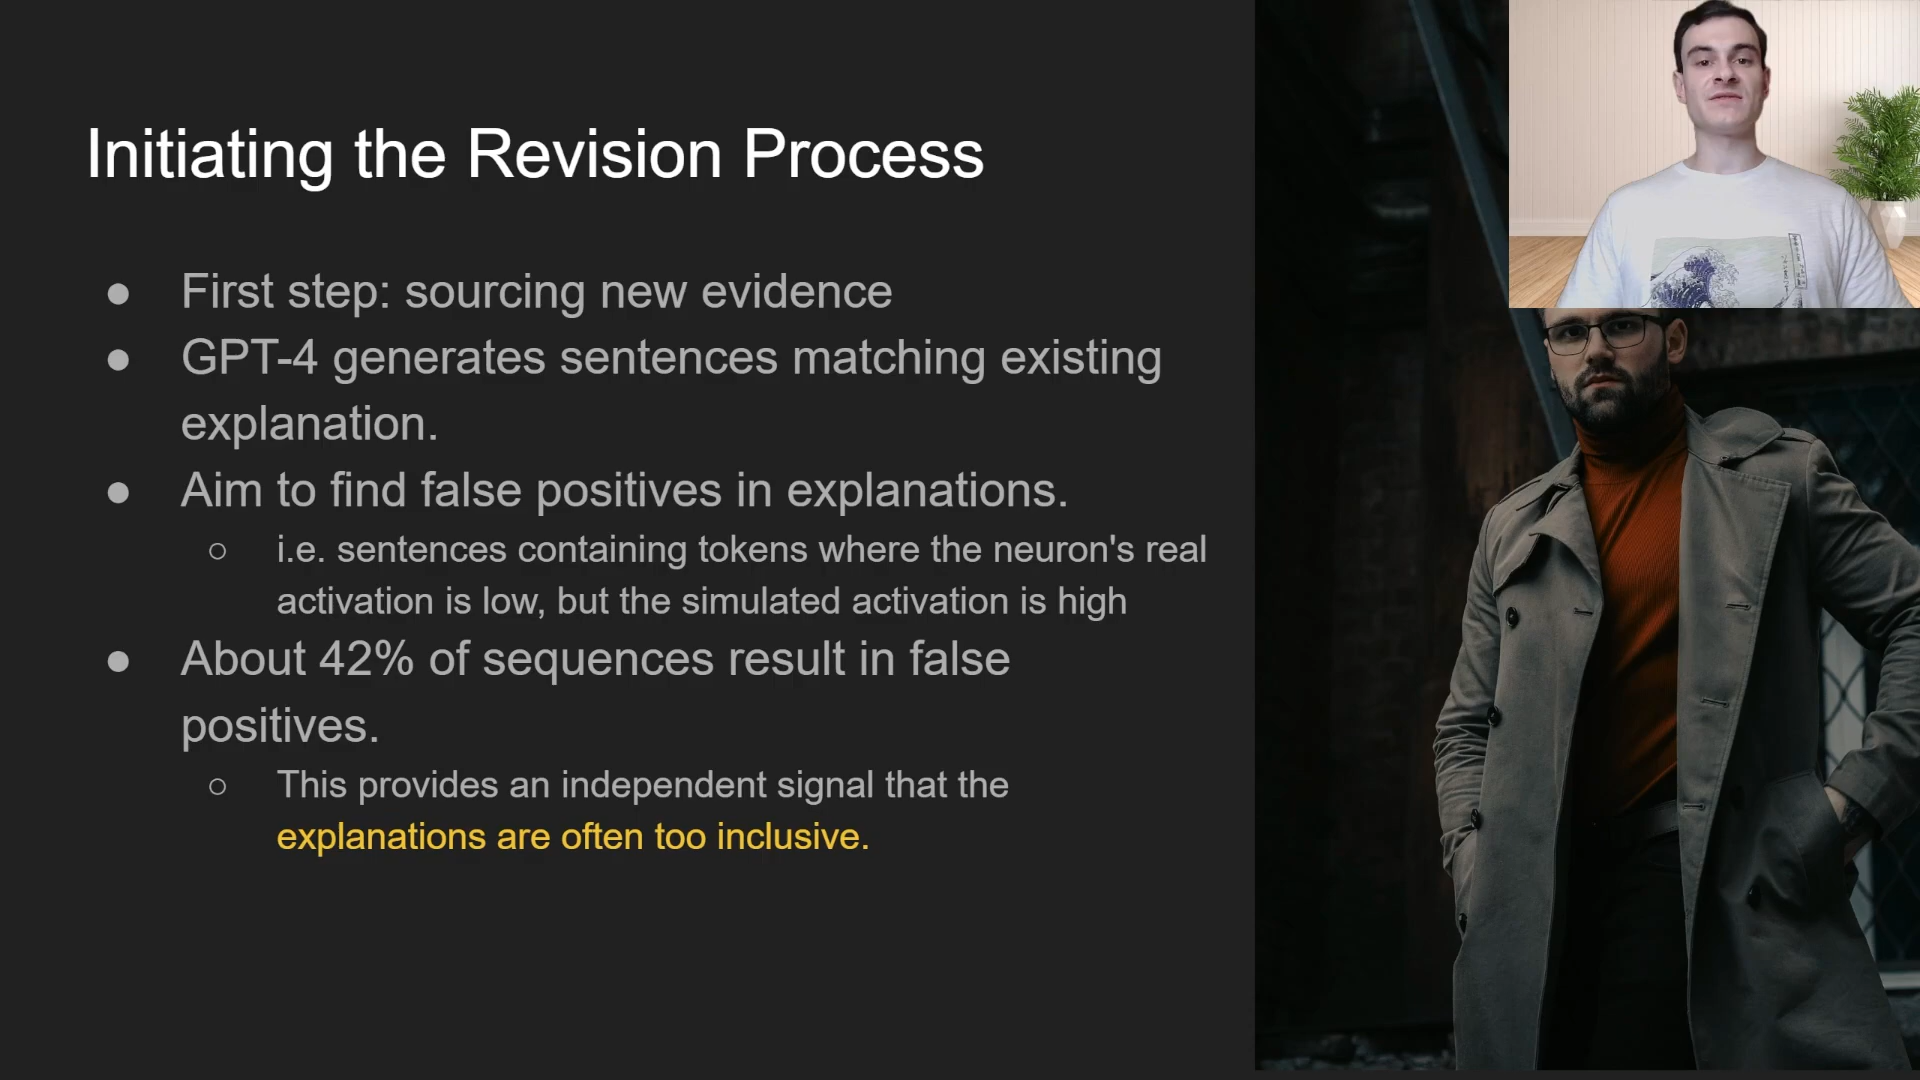 Initiating the Revision Process
● First step: sourcing new evidence
● GPT-4 generates sentences matching existing
explanation.
● Aim to find false positives in explanations.
○ i.e. sentences containing tokens where the neuron's real
activation is low, but the simulated activation is high
● About 42% of sequences result in false
positives.
○ This provides an independent signal that the
explanations are often too inclusive.